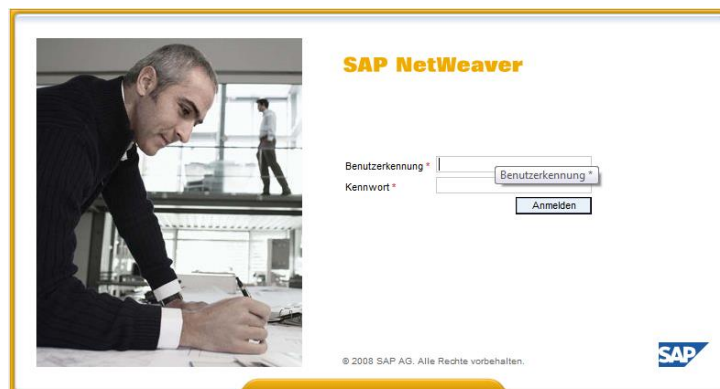 SAP NetWeaver
Benutzerkennung *
Benutzerkennung *
Kennwort *
Anmelden
© 2008 SAP AG. Alle Rechte vorbehalten.
SAP